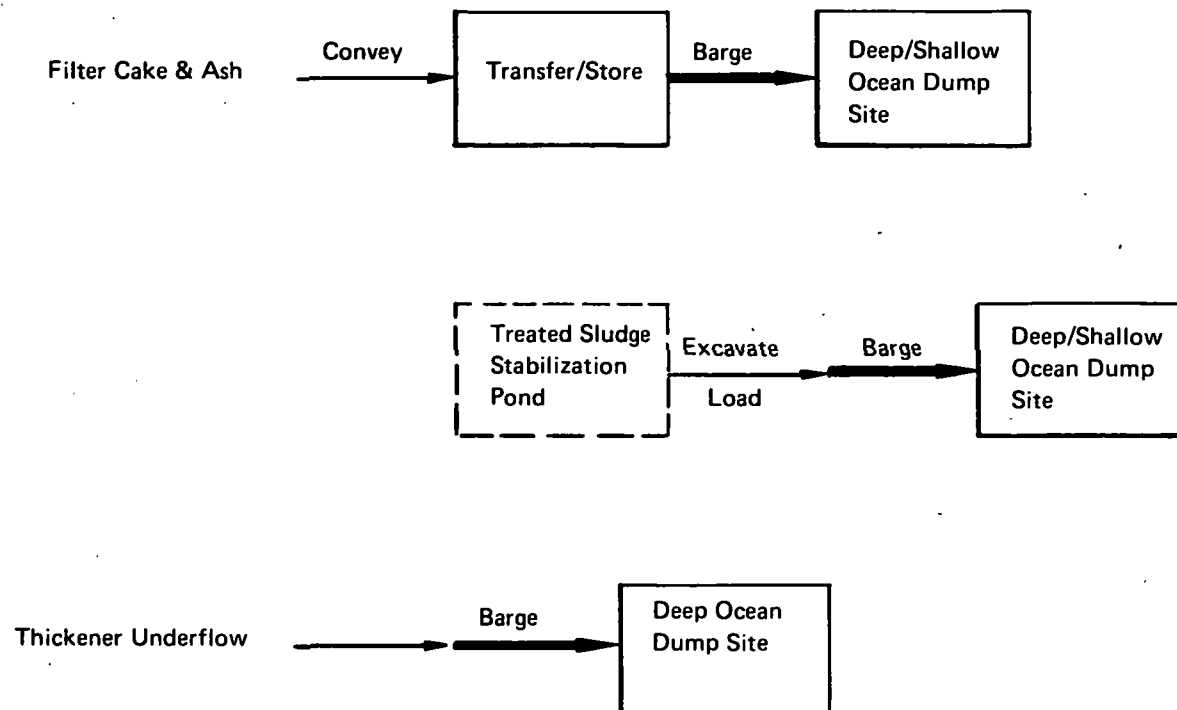 Filter Cake & Ash
Convey
Transfer/Store
Barge
Deep/Shallow
Ocean Dump
Site
Treated Sludge
Stabilization
Pond
Excavate
Load
Barge
Deep/Shallow
Ocean Dump
Site
Thickener Underflow
Barge
Deep Ocean
Dump Site